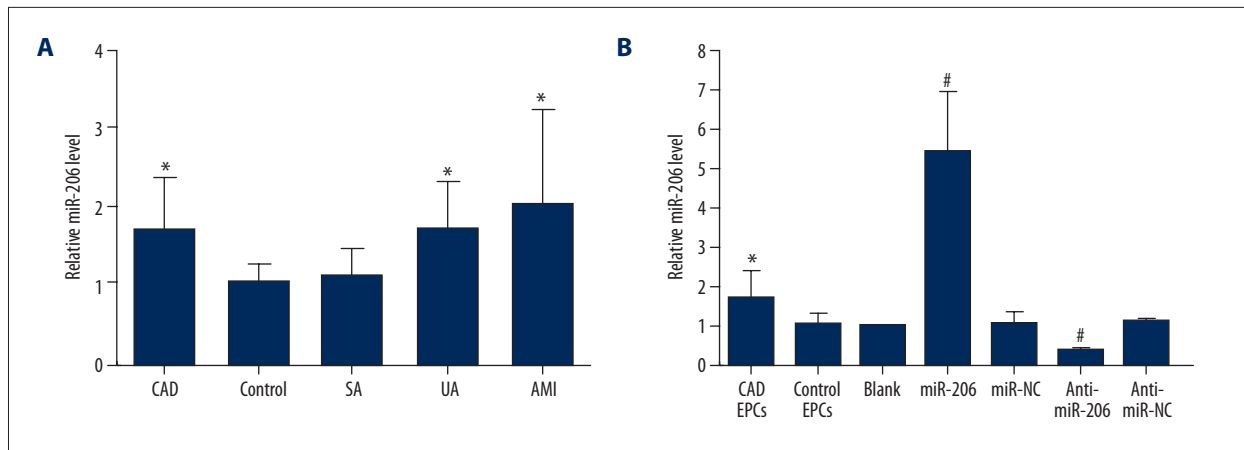 A
Relative miR-206 level
4
3
2
1
0
*
*
*
CAD
Control
SA
UA
AMI
B
Relative miR-206 level
8
7
6
5
4
3
2
1
0
*
#
#
CAD
EPCs
Control
EPCs
Blank
miR-206
miR-NC
Anti-
miR-206
Anti-
miR-NC